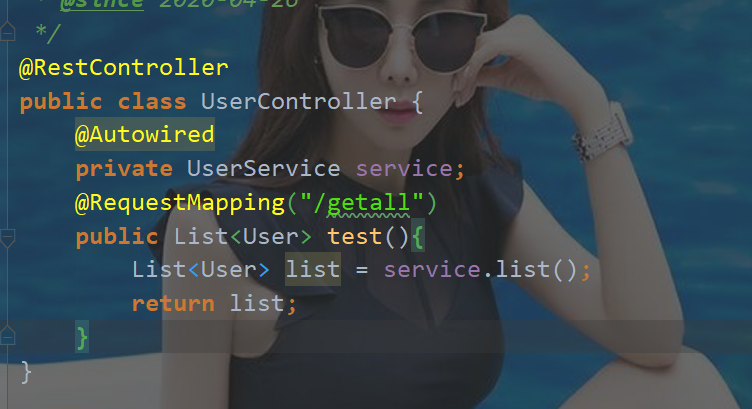 * @since 2020-04-26
*/
@RestController
public class UserController {
@Autowired
private UserService service;
@RequestMapping("/getall")
public List<User> test(){
List<User> list = service.list();
return list;
}
}